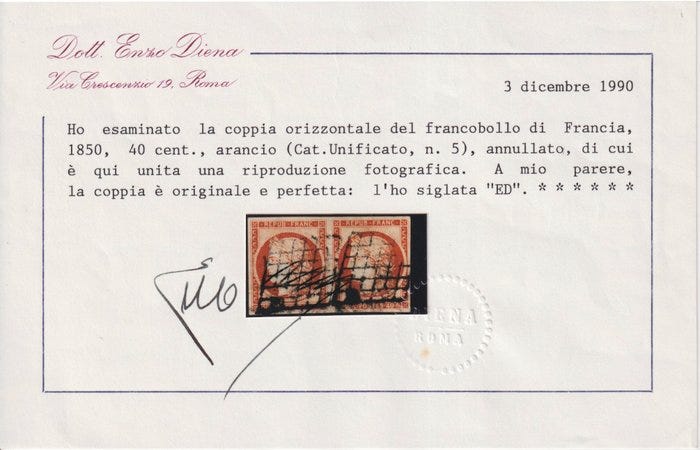 Dott. Enzo Diena
Via Crescenzio 19, Roma
3 dicembre 1990
Ho esaminato la coppia orizzontale del francobollo di Francia,
1850, 40 cent., arancio (Cat.Unificato, n. 5), annullato, di cui
è qui unita una riproduzione fotografica. A mio parere,
la coppia è originale e perfetta: l'ho siglata "ED". * * * * * *
REPUB FRANC REPUB FRANC
DIENA
ROMA